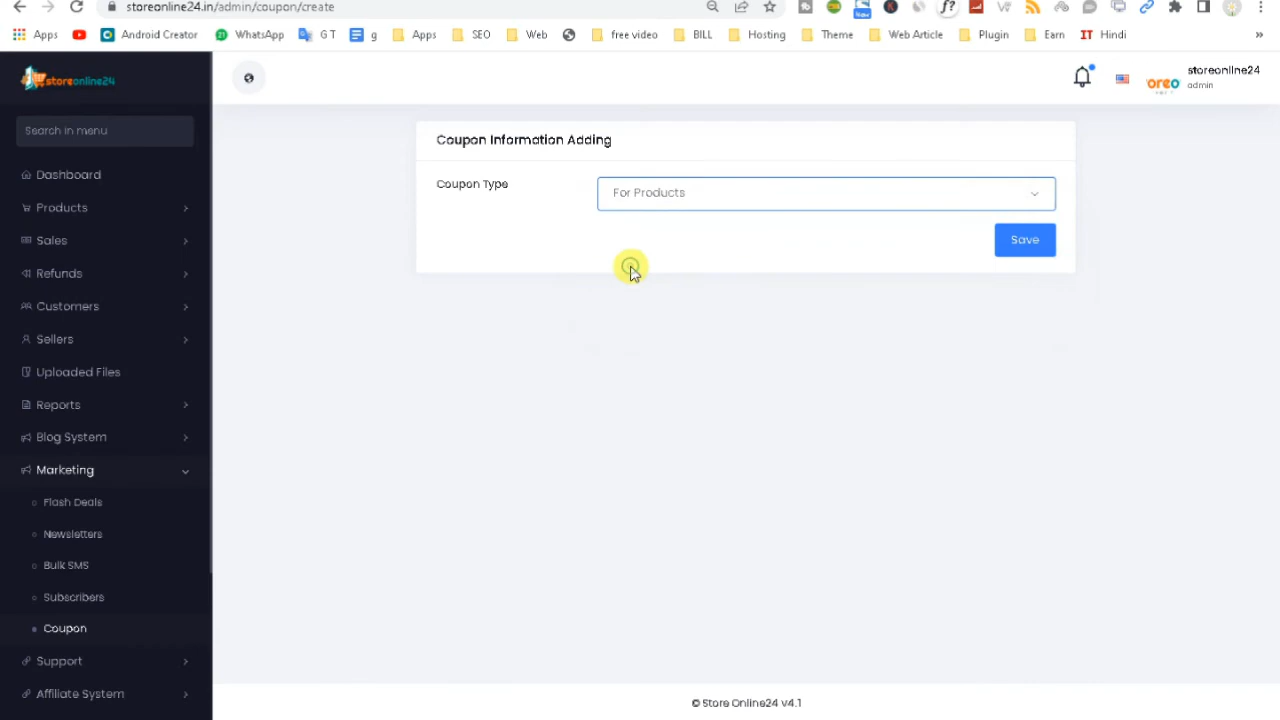 storeonline24.in/admin/coupon/create
Apps
Android Creator
WhatsApp
G T
g
Apps
SEO
Web
free video
BILL
Hosting
Theme
Web Article
Plugin
Earn
IT Hindi
»
storeonline24
storeonline24
oreo
admin
Search in menu
Coupon Information Adding
Coupon Type
For Products
Save
Dashboard
Products
Sales
Refunds
Customers
Sellers
Uploaded Files
Reports
Blog System
Marketing
Flash Deals
Newsletters
Bulk SMS
Subscribers
Coupon
Support
Affiliate System
© Store Online24 v4.1